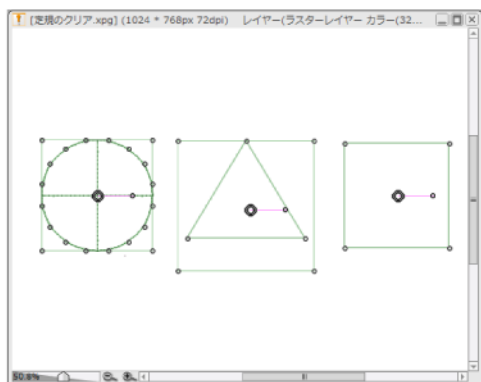 [定規のクリア.xpg] (1024 * 768px 72dpi) レイヤー(ラスターレイヤー カラー(32...
50.8%